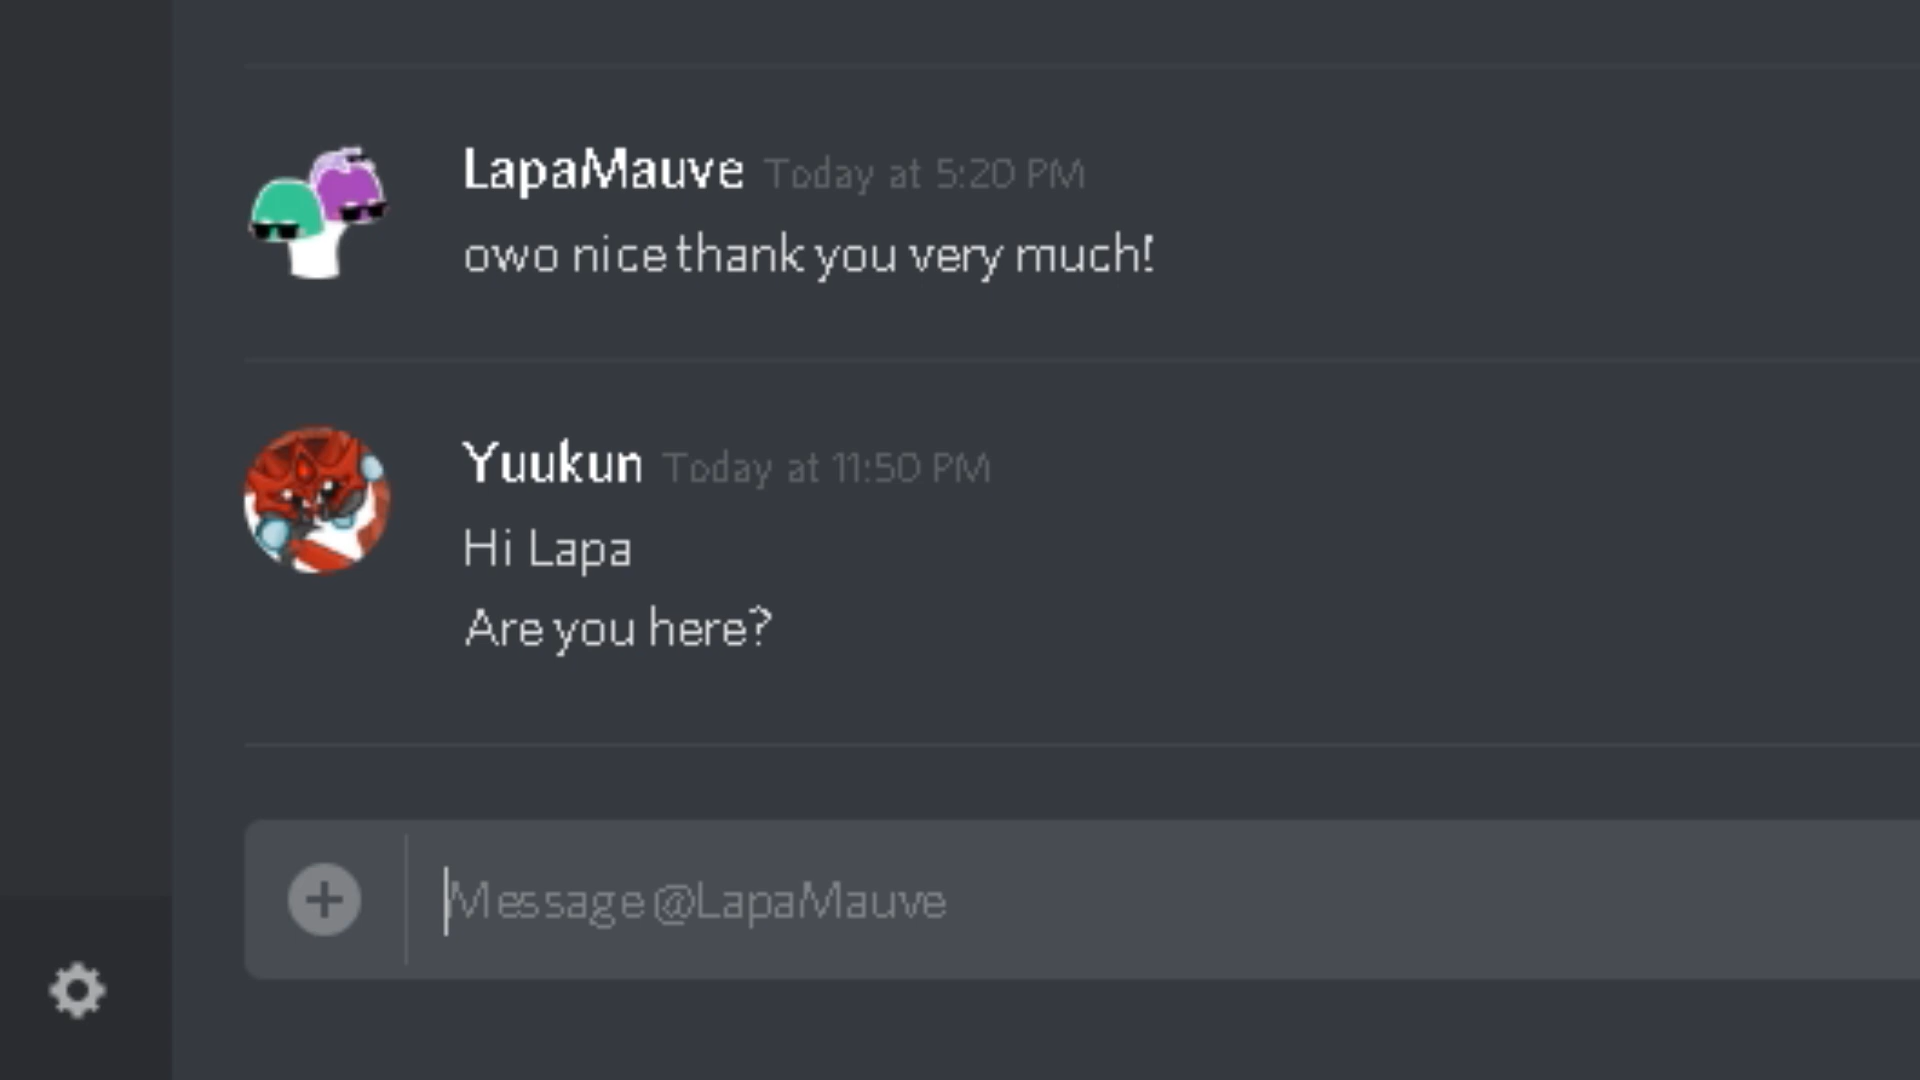 LapaMauve Today at 5:20 PM
owo nice thank you very much!
Yuukun Today at 11:50 PM
Hi Lapa
Are you here?
Message @LapaMauve